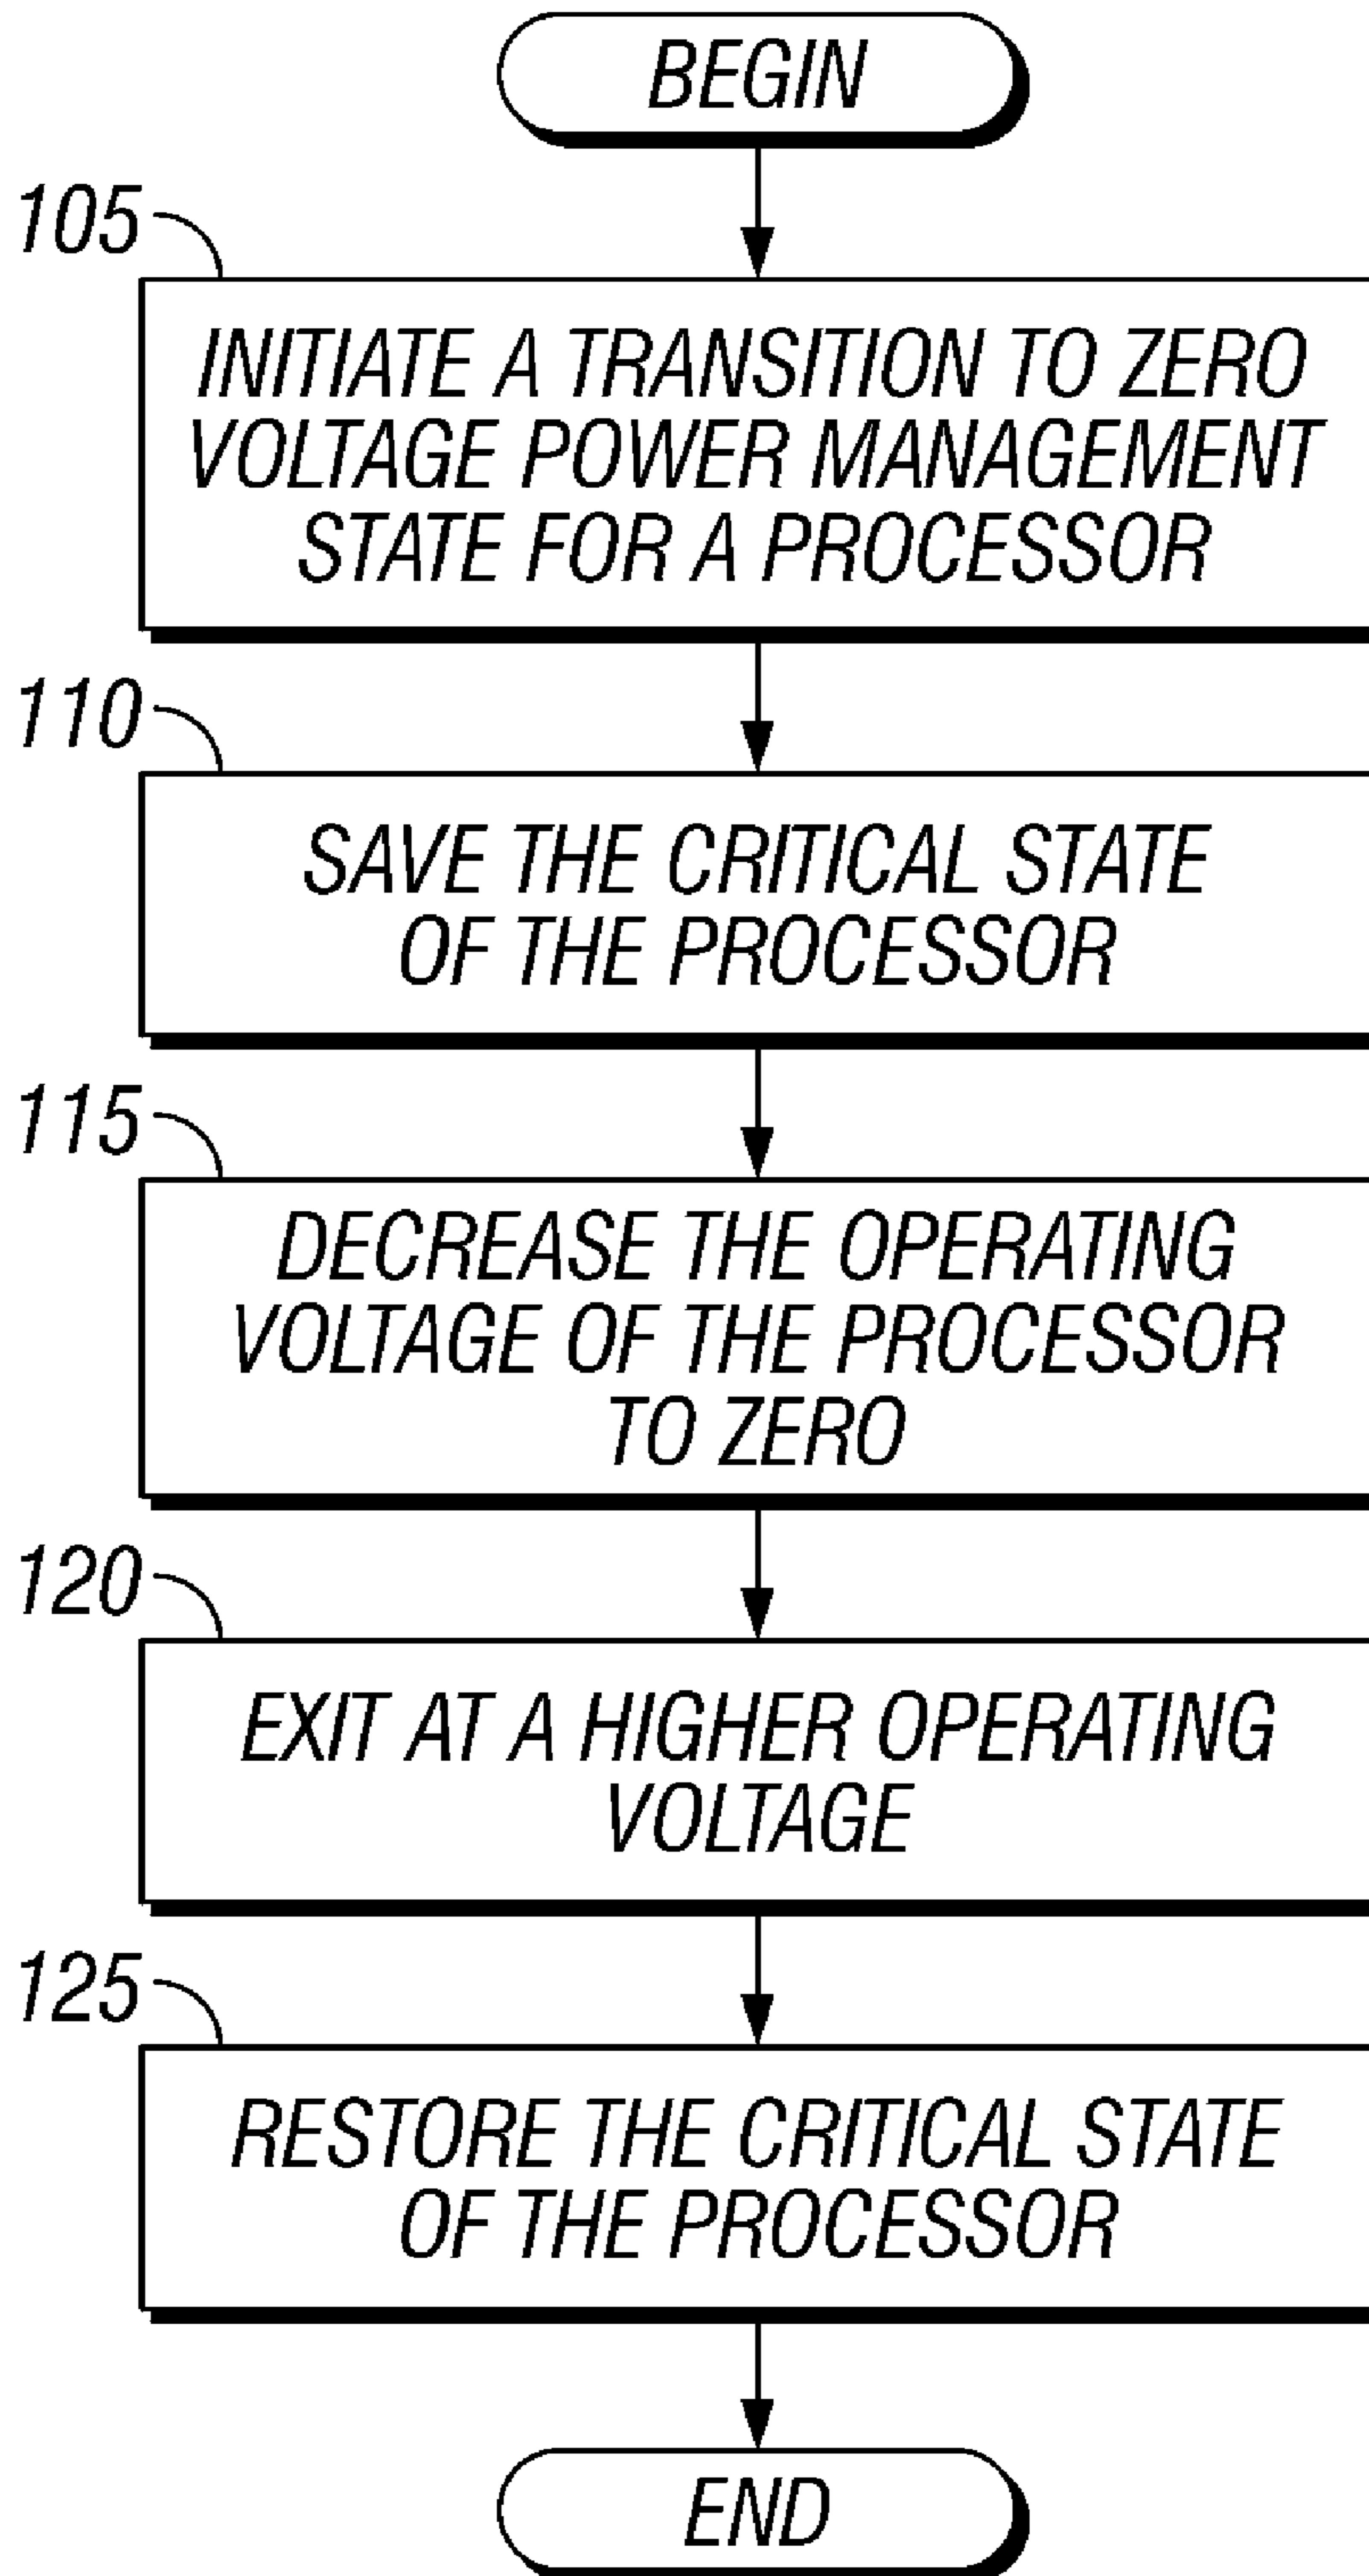 BEGIN
105
INITIATE A TRANSITION TO ZERO
VOLTAGE POWER MANAGEMENT
STATE FOR A PROCESSOR
110
SAVE THE CRITICAL STATE
OF THE PROCESSOR
115
DECREASE THE OPERATING
VOLTAGE OF THE PROCESSOR
TO ZERO
120
EXIT AT A HIGHER OPERATING
VOLTAGE
125
RESTORE THE CRITICAL STATE
OF THE PROCESSOR
END